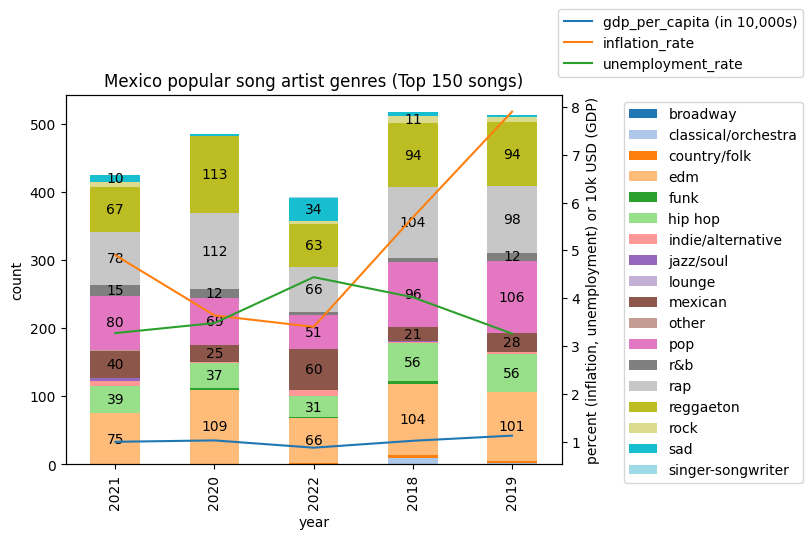 gdp_per_capita (in 10,000s)
inflation_rate
unemployment_rate
Mexico popular song artist genres (Top 150 songs)
count
500
400
300
200
100
0
75
39
40
80
15
78
67
10
109
37
25
69
12
112
113
66
31
60
51
66
63
34
104
56
21
96
104
94
11
101
56
28
106
12
98
94
8
7
6
5
4
3
2
1
percent (inflation, unemployment) or 10k USD (GDP)
2021
2020
2022
2018
2019
year
broadway
classical/orchestra
country/folk
edm
funk
hip hop
indie/alternative
jazz/soul
lounge
mexican
other
pop
r&b
rap
reggaeton
rock
sad
singer-songwriter